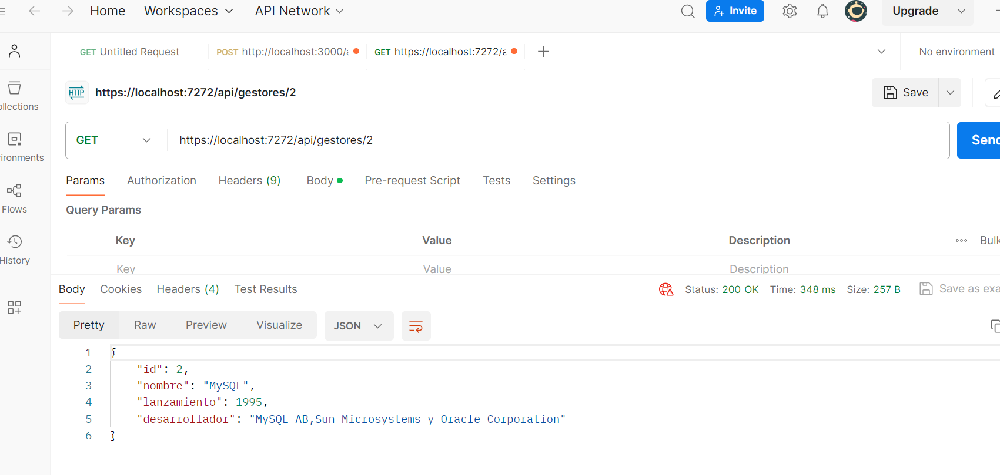 Home Workspaces API Network Invite Upgrade
GET Untitled Request POST http://localhost:3000/a GET https://localhost:7272/a No environment
HTTP https://localhost:7272/api/gestores/2 Save
ollections
GET https://localhost:7272/api/gestores/2 Send
ironments
Params Authorization Headers (9) Body Pre-request Script Tests Settings
Flows
Query Params
Key Value Description Bulk
History
Key Value Description
Body Cookies Headers (4) Test Results Status: 200 OK Time: 348 ms Size: 257 B Save as exa
Pretty Raw Preview Visualize JSON
1 {
2 "id": 2,
3 "nombre": "MySQL",
4 "lanzamiento": 1995,
5 "desarrollador": "MySQL AB,Sun Microsystems y Oracle Corporation"
6 }